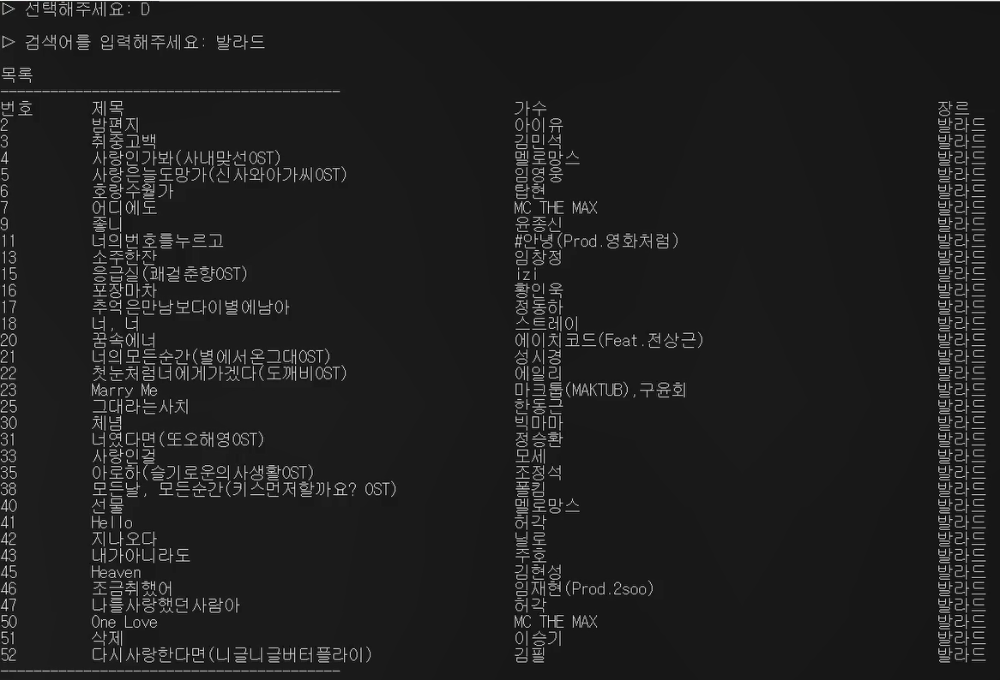 ▷ 선택해주세요: D
▷ 검색어를 입력해주세요: 발라드
목록
-----------------------------------------
번호 제목 가수 장르
2 밤편지 아이유 발라드
3 취중고백 김민석 발라드
4 사랑인가봐(사내맞선OST) 멜로망스 발라드
5 사랑은늘도망가(신사와아가씨OST) 임영웅 발라드
6 호랑수월가 탑현 발라드
7 어디에도 MC THE MAX 발라드
9 좋니 윤종신 발라드
11 너의번호를누르고 #안녕(Prod.영화처럼) 발라드
13 소주한잔 임창정 발라드
15 응급실(쾌걸춘향OST) izi 발라드
16 포장마차 황인욱 발라드
17 추억은만남보다이별에남아 정동하 발라드
18 너, 너 스트레이 발라드
20 꿈속에너 에이치코드(Feat.전상근) 발라드
21 너의모든순간(별에서온그대OST) 성시경 발라드
22 첫눈처럼너에게가겠다(도깨비OST) 에일리 발라드
23 Marry Me 마크툽(MAKTUB),구윤회 발라드
25 그대라는사치 한동근 발라드
30 체념 빅마마 발라드
31 너였다면(또오해영OST) 정승환 발라드
33 사랑인걸 모세 발라드
35 아로하(슬기로운의사생활OST) 조정석 발라드
38 모든날, 모든순간(키스먼저할까요? OST) 폴킴 발라드
40 선물 멜로망스 발라드
41 Hello 허각 발라드
42 지나오다 닐로 발라드
43 내가아니라도 주호 발라드
45 Heaven 김현성 발라드
46 조금취했어 임재현(Prod.2soo) 발라드
47 나를사랑했던사람아 허각 발라드
50 One Love MC THE MAX 발라드
51 삭제 이승기 발라드
52 다시사랑한다면(니글니글버터플라이) 김필 발라드
-----------------------------------------